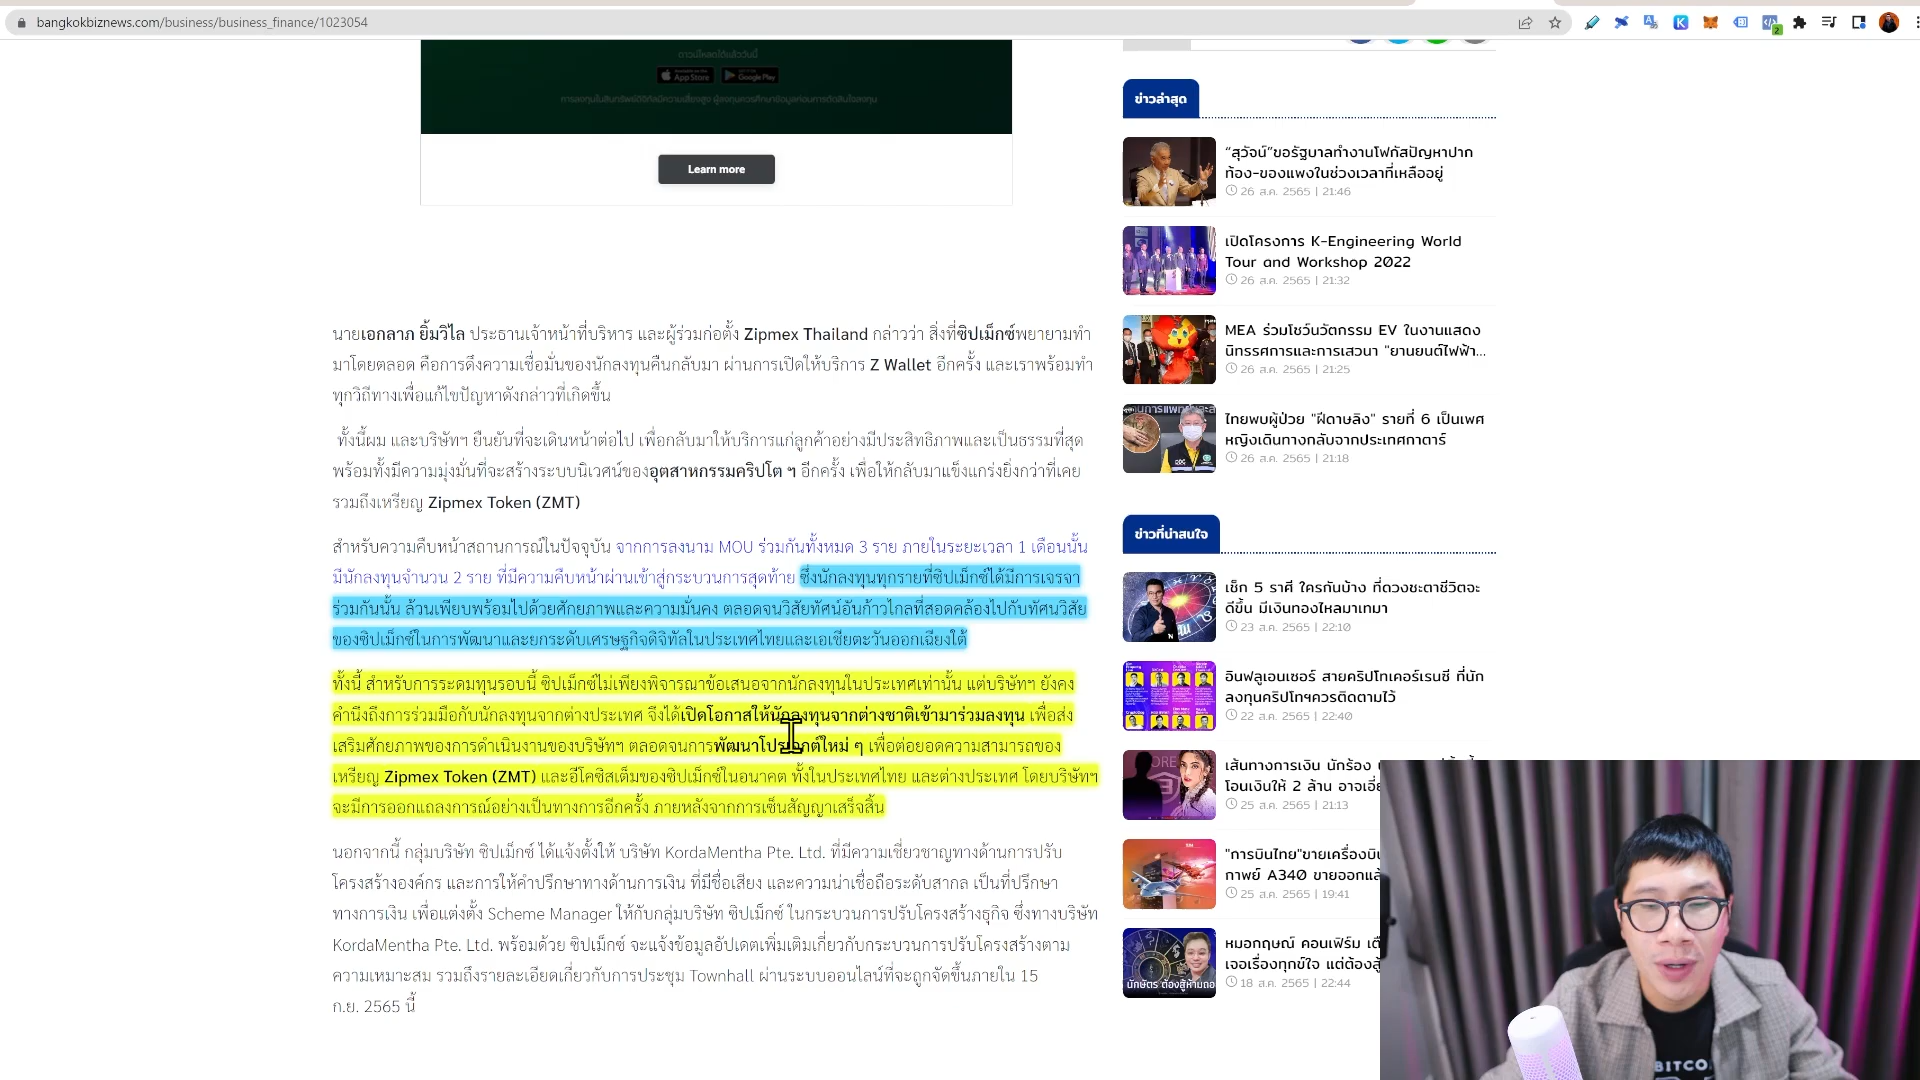 bangkokbiznews.com/business/business_finance/1023054
ดาวน์โหลดได้แล้ววันนี้
App Store
Google Play
การลงทุนในสินทรัพย์ดิจิทัลมีความเสี่ยงสูง ผู้ลงทุนควรศึกษาข้อมูลก่อนการตัดสินใจลงทุน
Learn more
นายเอกลาภ ยิ้มวิไล ประธานเจ้าหน้าที่บริหาร และผู้ร่วมก่อตั้ง Zipmex Thailand กล่าวว่า สิ่งที่ซิปเม็กซ์พยายามทำ
มาโดยตลอด คือการดึงความเชื่อมั่นของนักลงทุนคืนกลับมา ผ่านการเปิดให้บริการ Z Wallet อีกครั้ง และเราพร้อมทำ
ทุกวิถีทางเพื่อแก้ไขปัญหาดังกล่าวที่เกิดขึ้น
ทั้งนี้ผม และบริษัทฯ ยืนยันที่จะเดินหน้าต่อไป เพื่อกลับมาให้บริการแก่ลูกค้าอย่างมีประสิทธิภาพและเป็นธรรมที่สุด
พร้อมทั้งมีความมุ่งมั่นที่จะสร้างระบบนิเวศน์ของอุตสาหกรรมคริปโต ฯ อีกครั้ง เพื่อให้กลับมาแข็งแกร่งยิ่งกว่าที่เคย
รวมถึงเหรียญ Zipmex Token (ZMT)
สำหรับความคืบหน้าสถานการณ์ในปัจจุบัน จากการลงนาม MOU ร่วมกันทั้งหมด 3 ราย ภายในระยะเวลา 1 เดือนนั้น
มีนักลงทุนจำนวน 2 ราย ที่มีความคืบหน้าผ่านเข้าสู่กระบวนการสุดท้าย ซึ่งนักลงทุนทุกรายที่ซิปเม็กซ์ได้มีการเจรจา
ร่วมกันนั้น ล้วนเพียบพร้อมไปด้วยศักยภาพและความมั่นคง ตลอดจนวิสัยทัศน์อันก้าวไกลที่สอดคล้องไปกับทัศนวิสัย
ของซิปเม็กซ์ในการพัฒนาและยกระดับเศรษฐกิจดิจิทัลในประเทศไทยและเอเชียตะวันออกเฉียงใต้
ทั้งนี้ สำหรับการระดมทุนรอบนี้ ซิปเม็กซ์ไม่เพียงพิจารณาข้อเสนอจากนักลงทุนในประเทศเท่านั้น แต่บริษัทฯ ยังคง
คำนึงถึงการร่วมมือกับนักลงทุนจากต่างประเทศ จึงได้เปิดโอกาสให้นักลงทุนจากต่างชาติเข้ามาร่วมลงทุน เพื่อส่ง
เสริมศักยภาพของการดำเนินงานของบริษัทฯ ตลอดจนการพัฒนาโปรเจกต์ใหม่ ๆ เพื่อต่อยอดความสามารถของ
เหรียญ Zipmex Token (ZMT) และอีโคซิสเต็มของซิปเม็กซ์ในอนาคต ทั้งในประเทศไทย และต่างประเทศ โดยบริษัทฯ
จะมีการออกแถลงการณ์อย่างเป็นทางการอีกครั้ง ภายหลังจากการเซ็นสัญญาเสร็จสิ้น
นอกจากนี้ กลุ่มบริษัท ซิปเม็กซ์ ได้แจ้งตั้งให้ บริษัท KordaMentha Pte. Ltd. ที่มีความเชี่ยวชาญทางด้านการปรับ
โครงสร้างองค์กร และการให้คำปรึกษาทางด้านการเงิน ที่มีชื่อเสียง และความน่าเชื่อถือระดับสากล เป็นที่ปรึกษา
ทางการเงิน เพื่อแต่งตั้ง Scheme Manager ให้กับกลุ่มบริษัท ซิปเม็กซ์ ในกระบวนการปรับโครงสร้างธุรกิจ ซึ่งทางบริษัท
KordaMentha Pte. Ltd. พร้อมด้วย ซิปเม็กซ์ จะแจ้งข้อมูลอัปเดตเพิ่มเติมเกี่ยวกับกระบวนการปรับโครงสร้างตาม
ความเหมาะสม รวมถึงรายละเอียดเกี่ยวกับการประชุม Townhall ผ่านระบบออนไลน์ที่จะถูกจัดขึ้นภายใน 15
ก.ย. 2565 นี้
ข่าวล่าสุด
“สุวัจน์”ขอรัฐบาลทำงานโฟกัสปัญหาปาก
ท้อง-ของแพงในช่วงเวลาที่เหลืออยู่
26 ส.ค. 2565 | 21:46
เปิดโครงการ K-Engineering World
Tour and Workshop 2022
26 ส.ค. 2565 | 21:32
MEA ร่วมโชว์นวัตกรรม EV ในงานแสดง
นิทรรศการและการเสวนา "ยานยนต์ไฟฟ้า...
26 ส.ค. 2565 | 21:25
ไทยพบผู้ป่วย "ฝีดาษลิง" รายที่ 6 เป็นเพศ
หญิงเดินทางกลับจากประเทศกาตาร์
26 ส.ค. 2565 | 21:18
ข่าวที่น่าสนใจ
เช็ก 5 ราศี ใครกันบ้าง ที่ดวงชะตาชีวิตจะ
ดีขึ้น มีเงินทองไหลมาเทมา
23 ส.ค. 2565 | 22:10
อินฟลูเอนเซอร์ สายคริปโทเคอร์เรนซี ที่นัก
ลงทุนคริปโทฯควรติดตามไว้
22 ส.ค. 2565 | 22:40
เส้นทางการเงิน นักร้อง
โอนเงินให้ 2 ล้าน
25 ส.ค. 2565 | 21:13
"การบินไทย"ขายเครื่องบิน
กาพย์ A340 ขายออกแล้
25 ส.ค. 2565 | 19:41
หมอกฤษณ์ คอนเฟิร์ม
เจอเรื่องทุกข์ใจ แต่ต้องสู้
18 ส.ค. 2565 | 22:44
นักษัตร ต้องสู้ห้ามถอ
BITCO